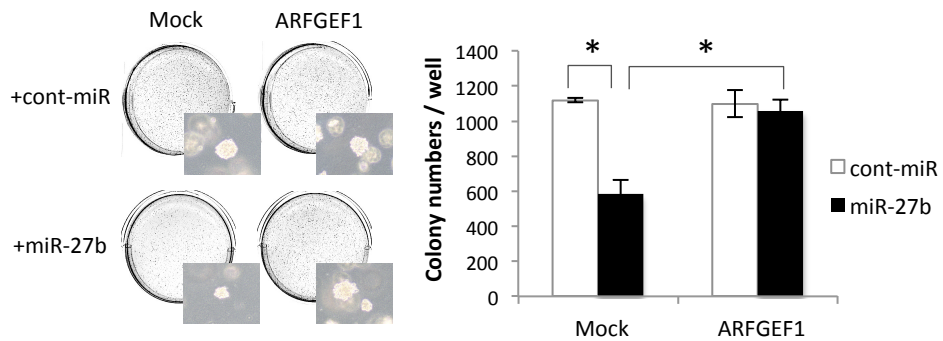 Mock ARFGEF1
+cont-miR
+miR-27b
Colony numbers / well
1400
1200
1000
800
600
400
200
0
* *
Mock ARFGEF1
cont-miR
miR-27b